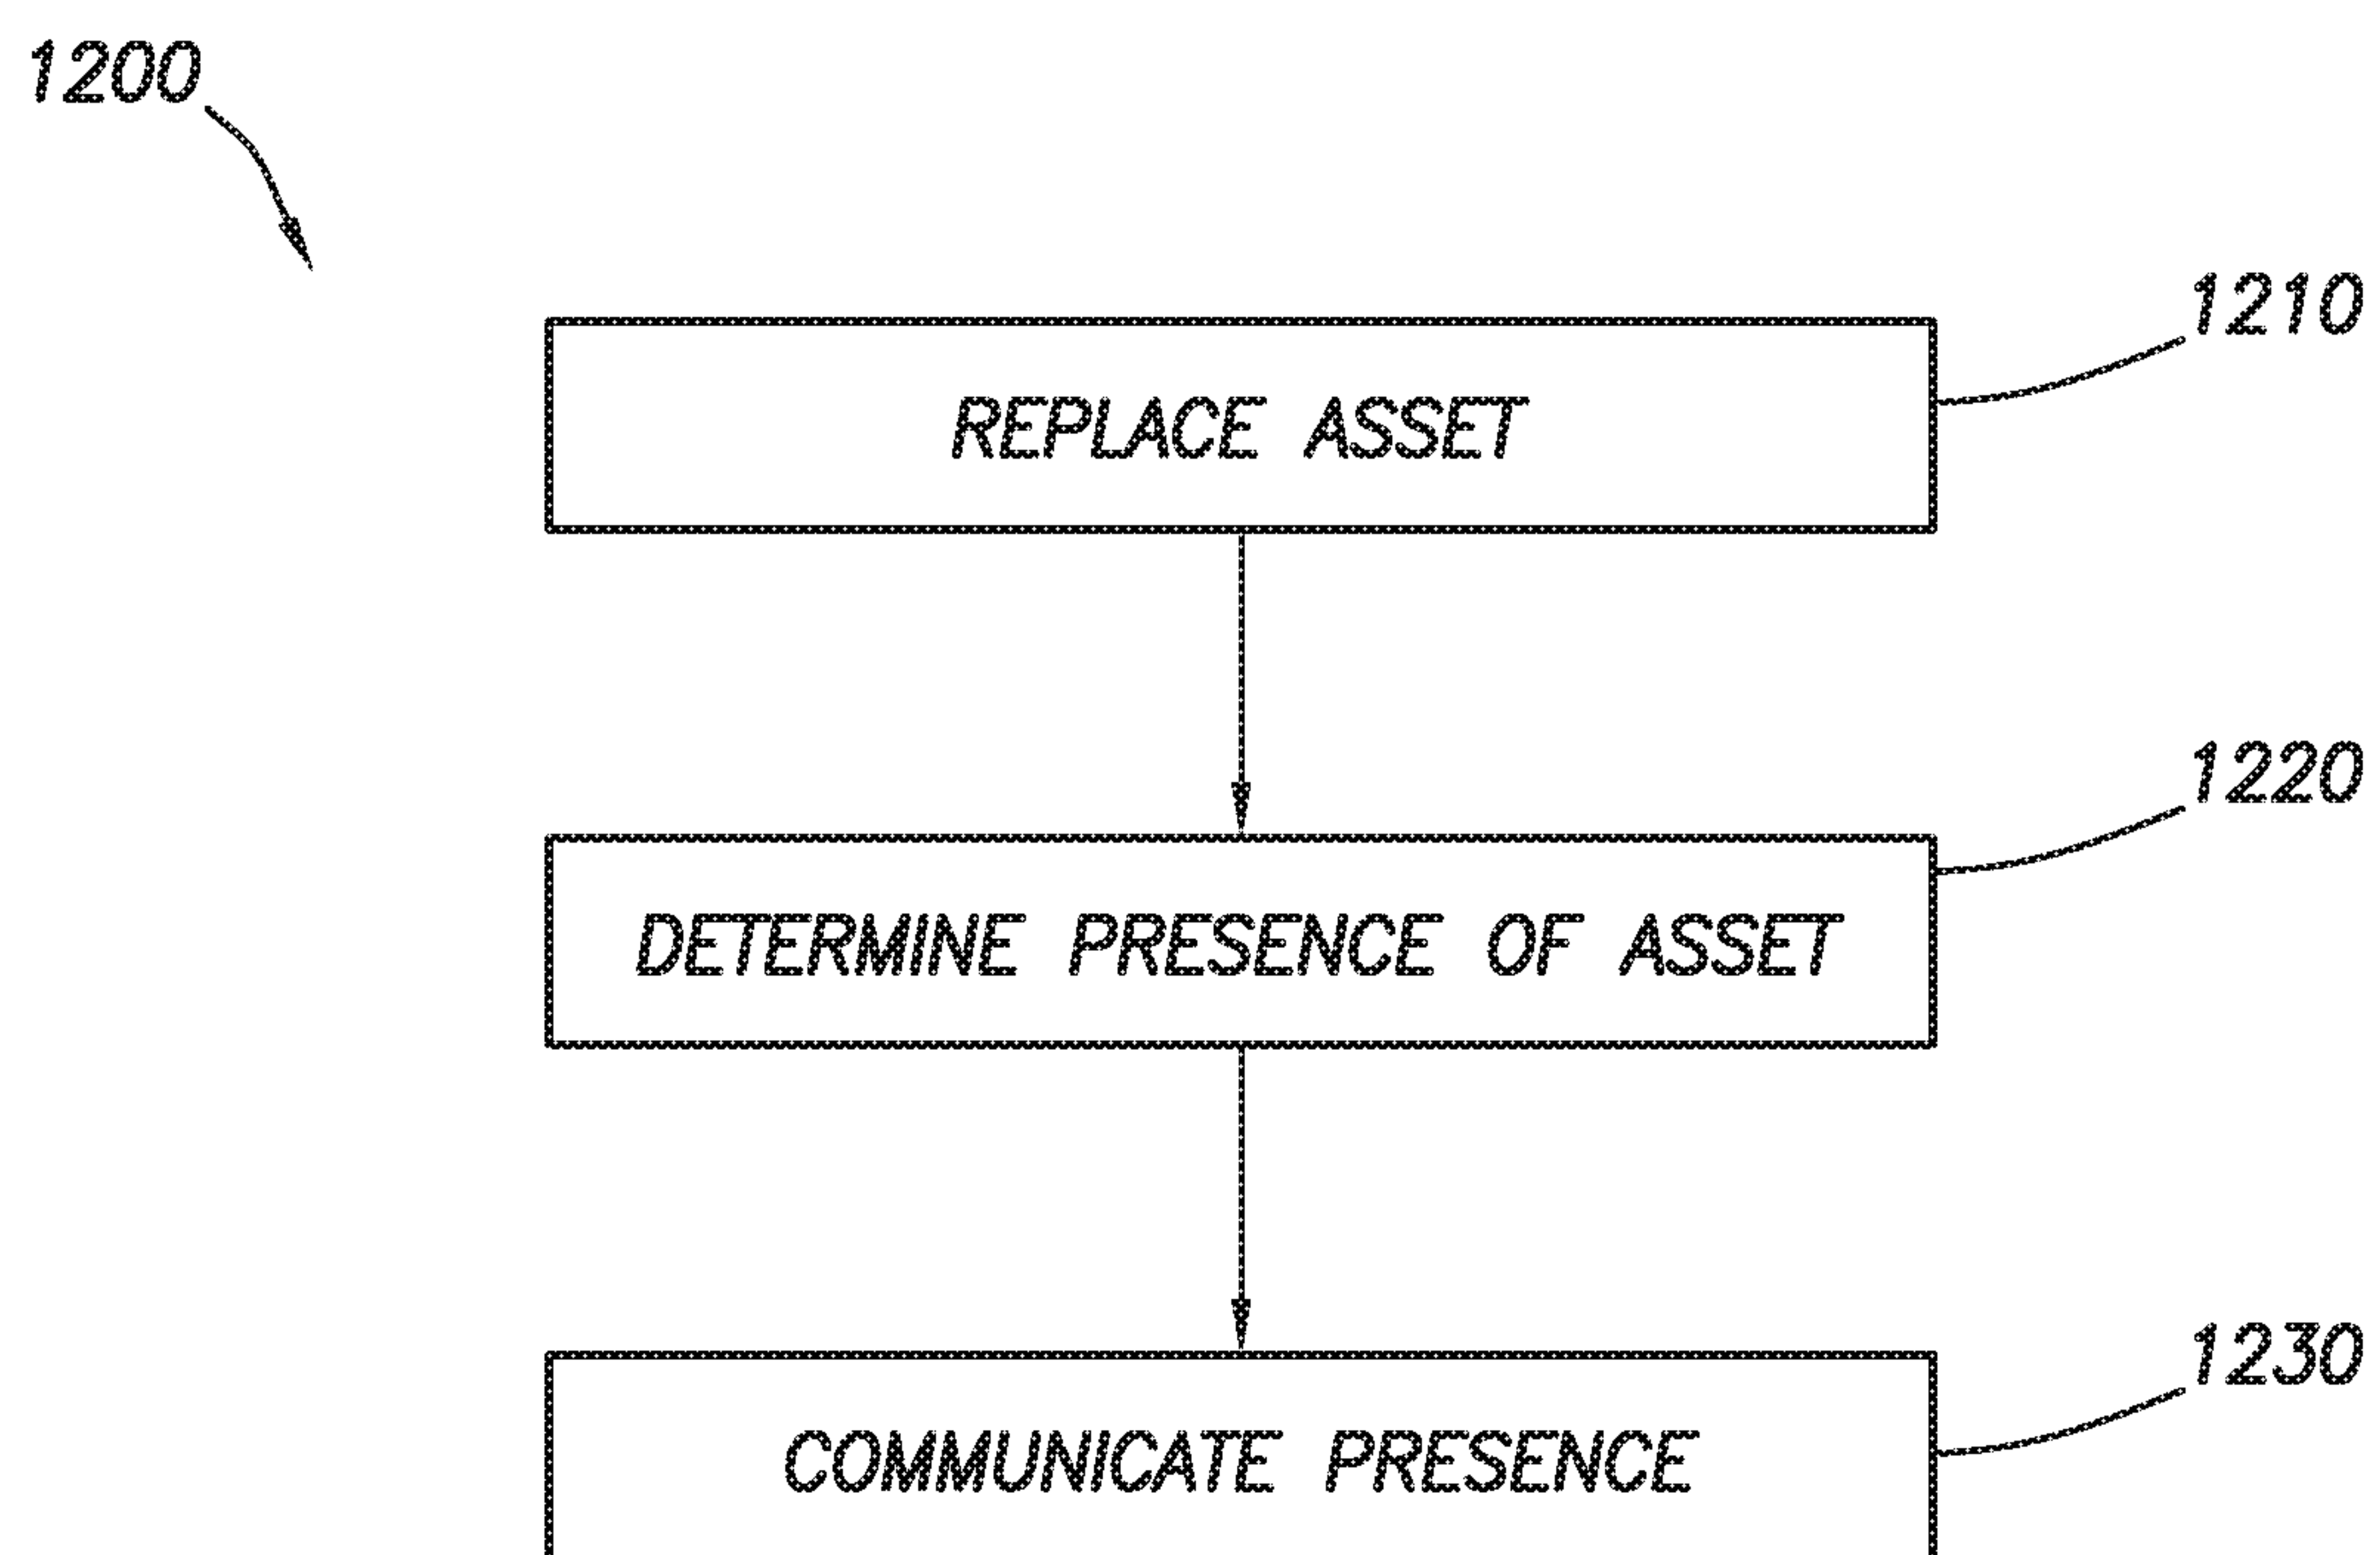 1200
1210
REPLACE ASSET
1220
DETERMINE PRESENCE OF ASSET
1230
COMMUNICATE PRESENCE